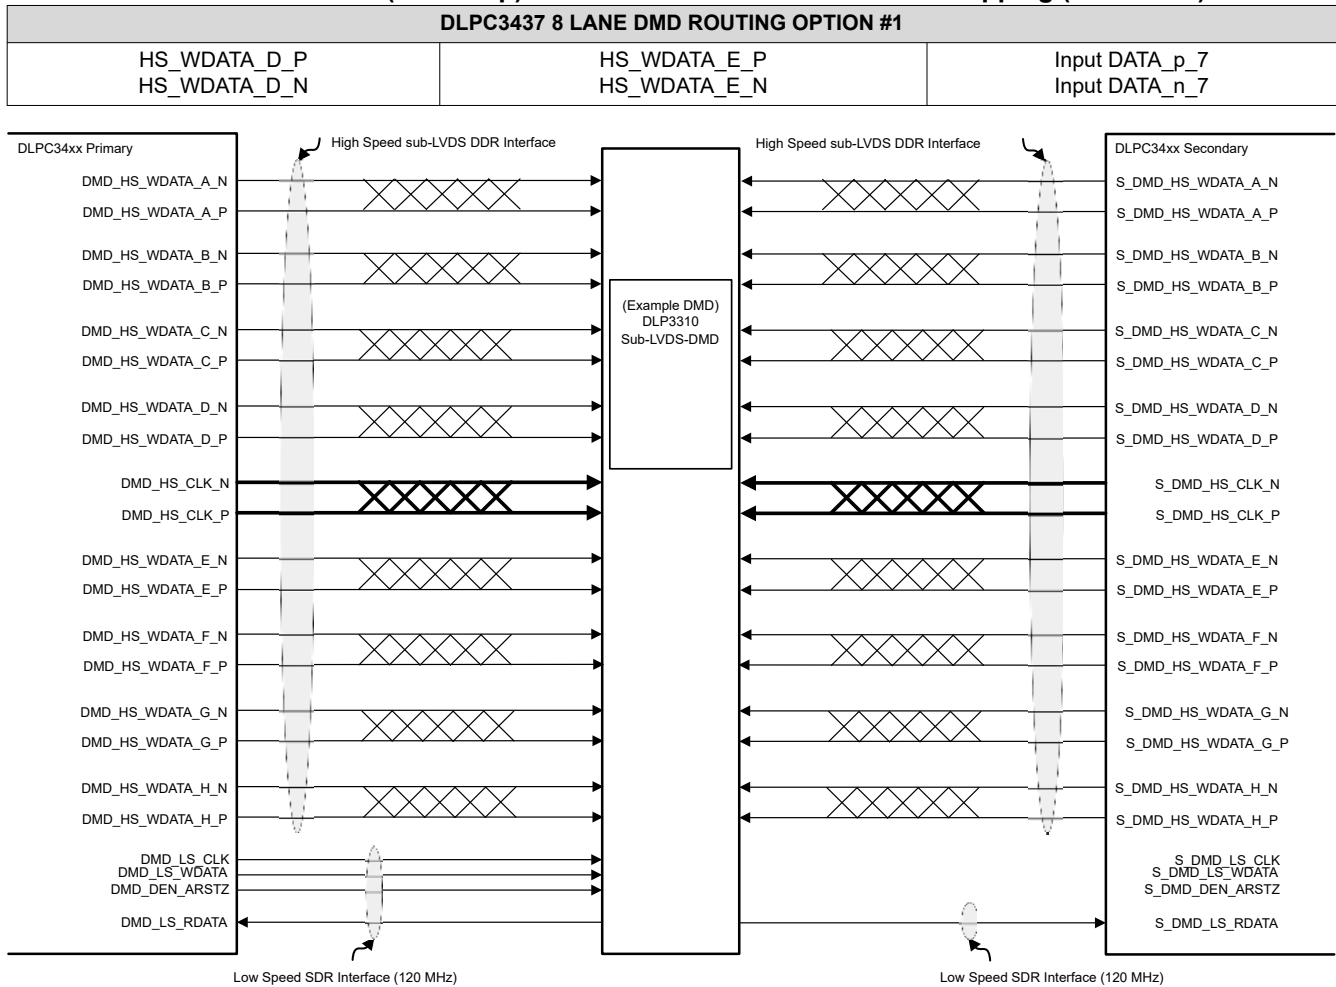 DLPC3437 8 LANE DMD ROUTING OPTION #1
HS_WDATA_D_P HS_WDATA_E_P Input DATA_p_7
HS_WDATA_D_N HS_WDATA_E_N Input DATA_n_7
DLPC34xx Primary
High Speed sub-LVDS DDR Interface
High Speed sub-LVDS DDR Interface
DLPC34xx Secondary
DMD_HS_WDATA_A_N
DMD_HS_WDATA_A_P
DMD_HS_WDATA_B_N
DMD_HS_WDATA_B_P
DMD_HS_WDATA_C_N
DMD_HS_WDATA_C_P
DMD_HS_WDATA_D_N
DMD_HS_WDATA_D_P
DMD_HS_CLK_N
DMD_HS_CLK_P
DMD_HS_WDATA_E_N
DMD_HS_WDATA_E_P
DMD_HS_WDATA_F_N
DMD_HS_WDATA_F_P
DMD_HS_WDATA_G_N
DMD_HS_WDATA_G_P
DMD_HS_WDATA_H_N
DMD_HS_WDATA_H_P
DMD_LS_CLK
DMD_LS_WDATA
DMD_DEN_ARSTZ
DMD_LS_RDATA
(Example DMD)
DLP3310
Sub-LVDS-DMD
S_DMD_HS_WDATA_A_N
S_DMD_HS_WDATA_A_P
S_DMD_HS_WDATA_B_N
S_DMD_HS_WDATA_B_P
S_DMD_HS_WDATA_C_N
S_DMD_HS_WDATA_C_P
S_DMD_HS_WDATA_D_N
S_DMD_HS_WDATA_D_P
S_DMD_HS_CLK_N
S_DMD_HS_CLK_P
S_DMD_HS_WDATA_E_N
S_DMD_HS_WDATA_E_P
S_DMD_HS_WDATA_F_N
S_DMD_HS_WDATA_F_P
S_DMD_HS_WDATA_G_N
S_DMD_HS_WDATA_G_P
S_DMD_HS_WDATA_H_N
S_DMD_HS_WDATA_H_P
S_DMD_LS_CLK
S_DMD_LS_WDATA
S_DMD_DEN_ARSTZ
S_DMD_LS_RDATA
Low Speed SDR Interface (120 MHz)
Low Speed SDR Interface (120 MHz)